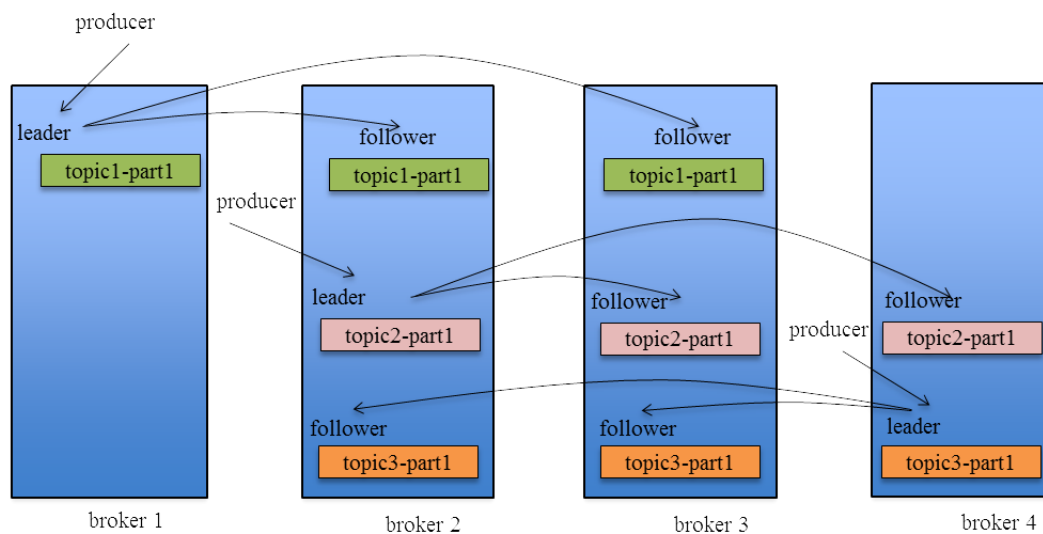 producer
leader
follower
follower
topic1-part1
topic1-part1
topic1-part1
producer
leader
follower
follower
topic2-part1
topic2-part1
topic2-part1
producer
follower
follower
leader
topic3-part1
topic3-part1
topic3-part1
broker 1
broker 2
broker 3
broker 4